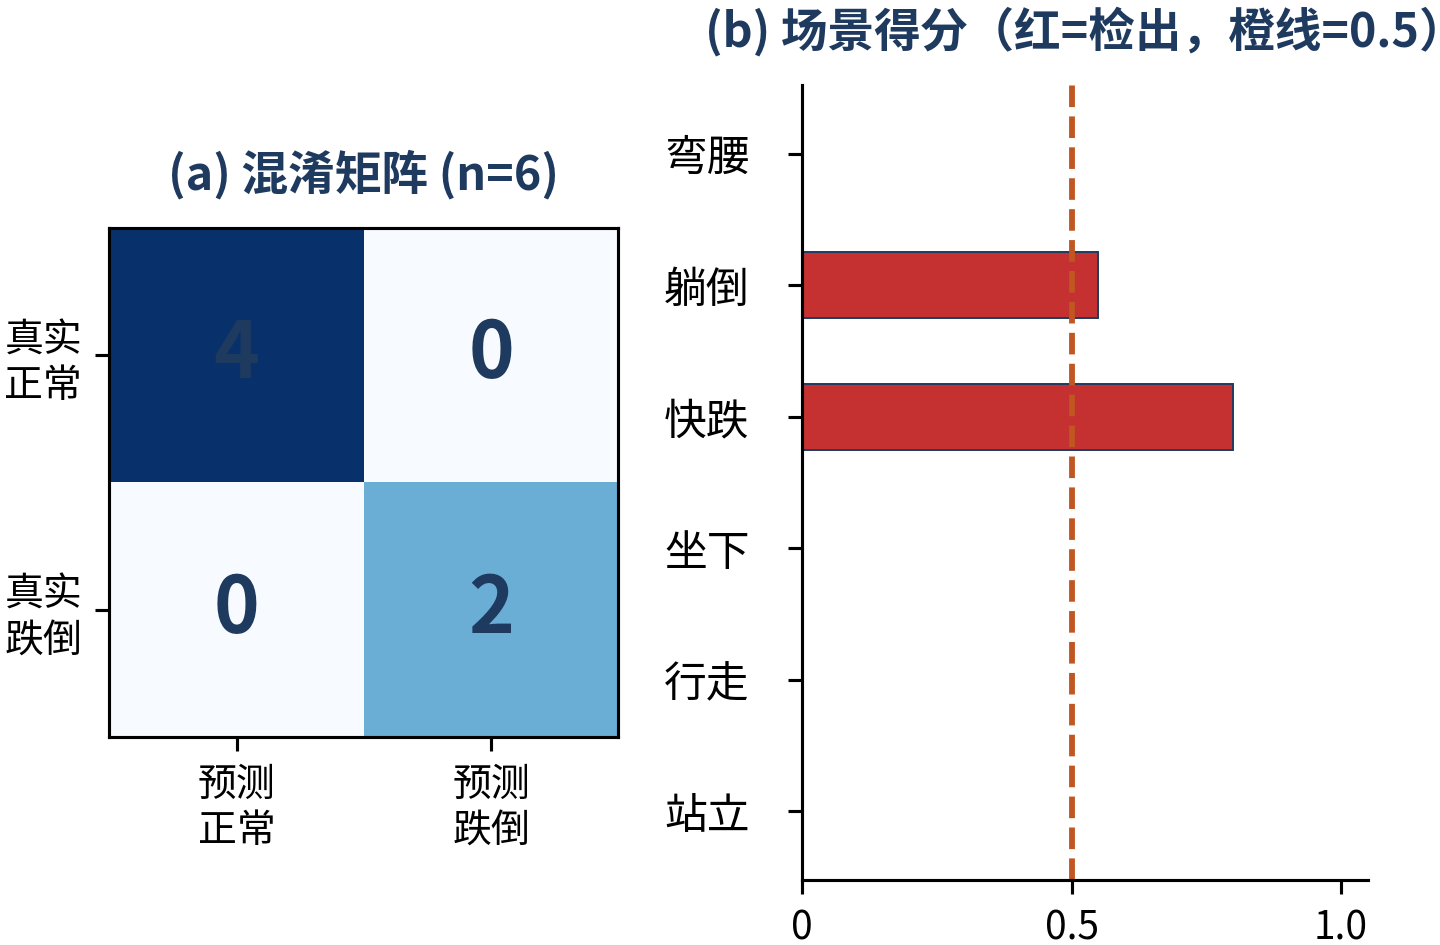 (a) 混淆矩阵 (n=6)
真实
正常
4
0
真实
跌倒
0
2
预测
正常
预测
跌倒
(b) 场景得分（红=检出，橙线=0.5）
弯腰
躺倒
快跌
坐下
行走
站立
0
0.5
1.0